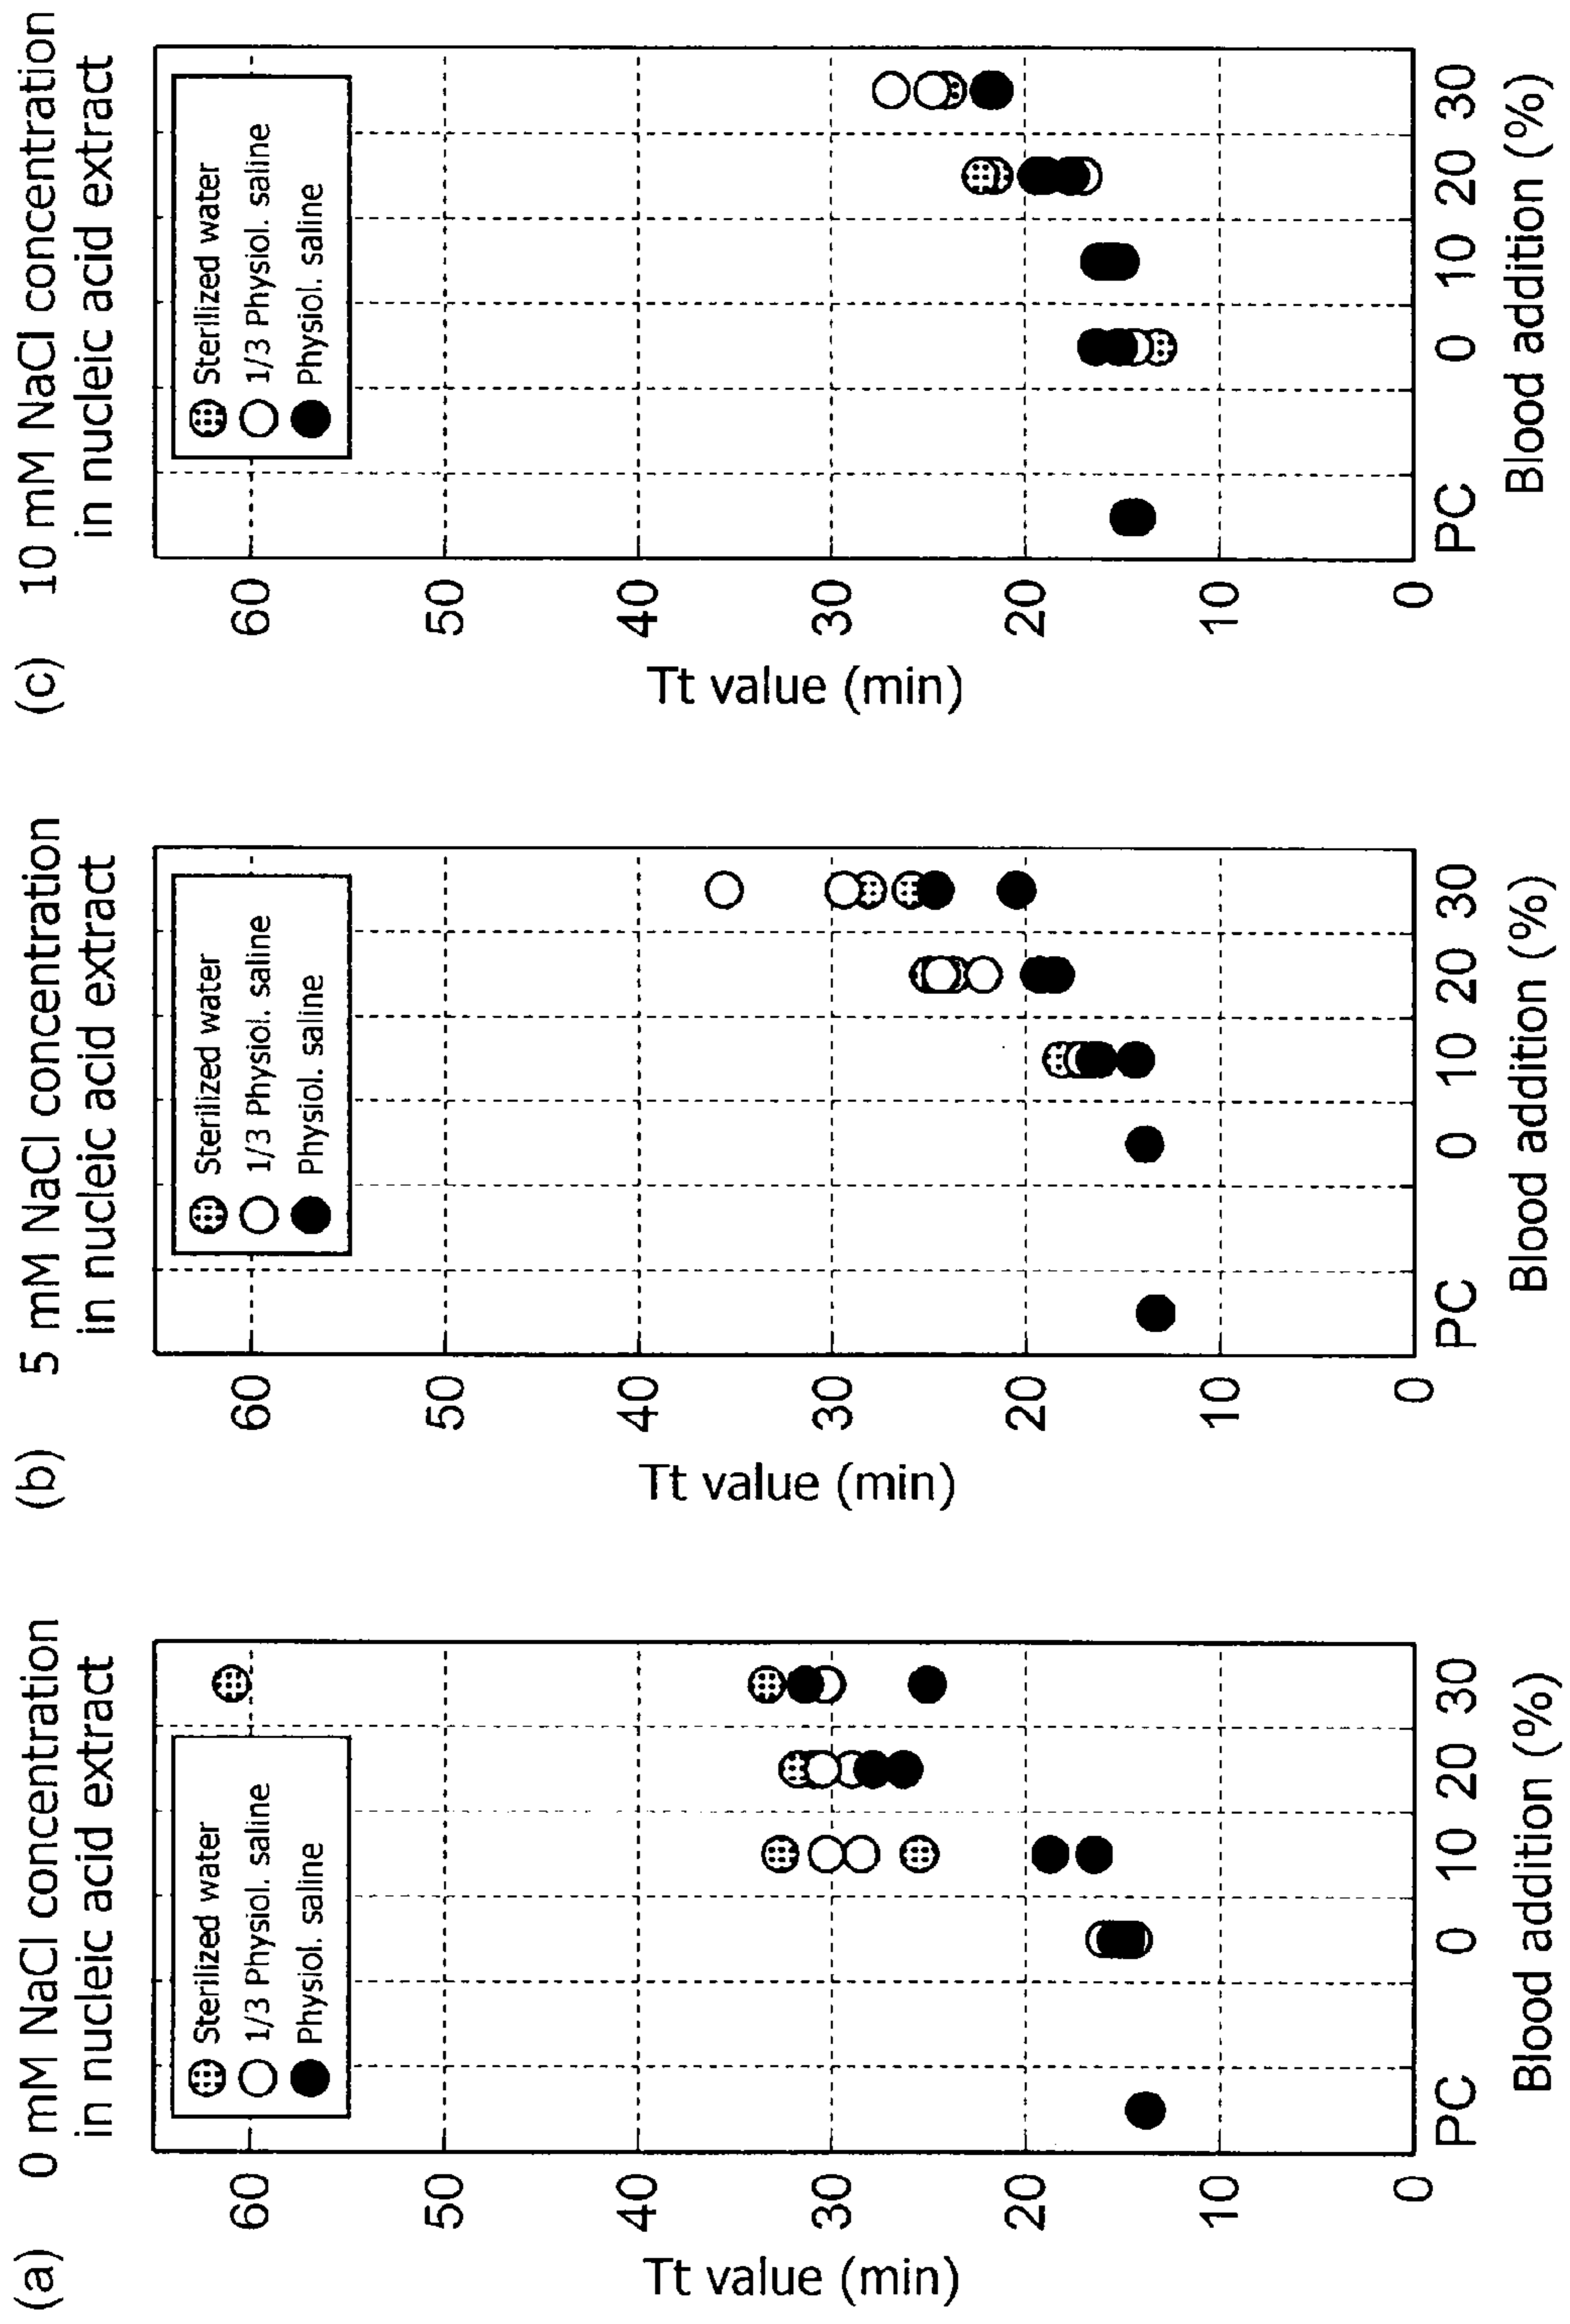 (a) 0 mM NaCl concentration
in nucleic acid extract
Sterilized water
1/3 Physiol. saline
Physiol. saline
Tt value (min)
60
50
40
30
20
10
0
PC 0 10 20 30
Blood addition (%)
(b) 5 mM NaCl concentration
in nucleic acid extract
Sterilized water
1/3 Physiol. saline
Physiol. saline
Tt value (min)
60
50
40
30
20
10
0
PC 0 10 20 30
Blood addition (%)
(c) 10 mM NaCl concentration
in nucleic acid extract
Sterilized water
1/3 Physiol. saline
Physiol. saline
Tt value (min)
60
50
40
30
20
10
0
PC 0 10 20 30
Blood addition (%)